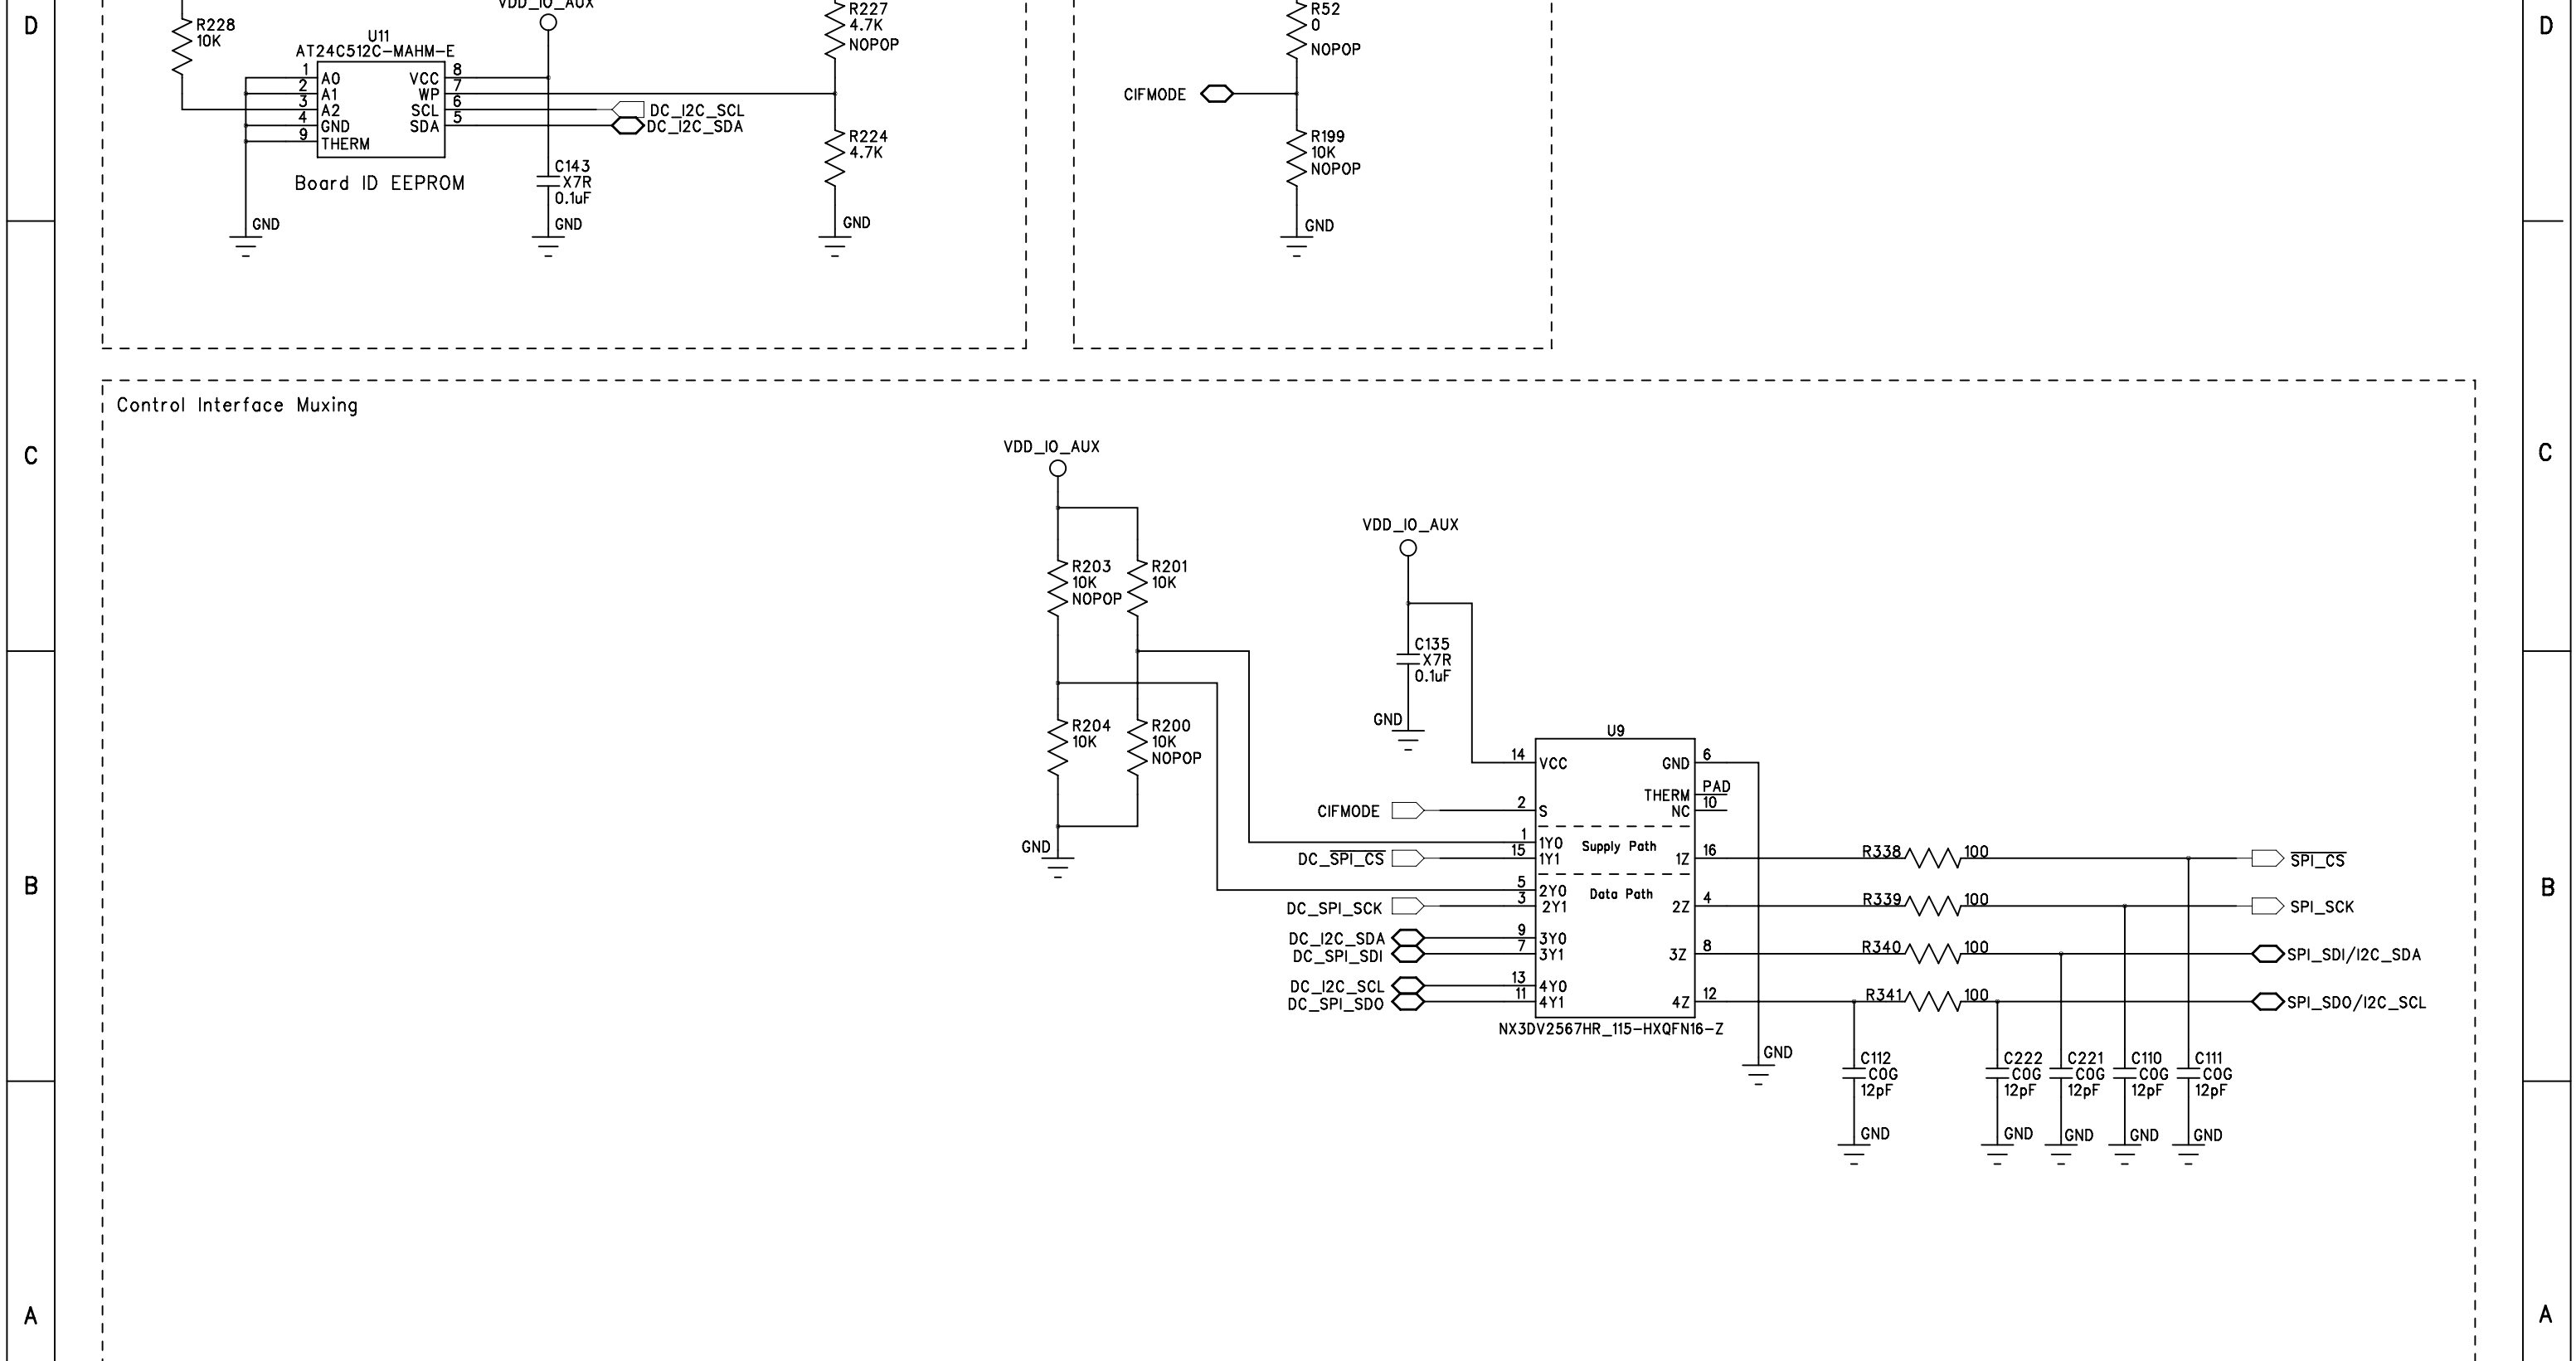 D
R228
10K
U11
AT24C512C-MAHM-E
1 A0
2 A1
3 A2
4 GND
9 THERM
VCC 8
WP 7
SCL 6
SDA 5
Board ID EEPROM
GND
VDD_IO_AUX
DC_I2C_SCL
DC_I2C_SDA
C143
X7R
0.1uF
GND
R227
4.7K
NOPOP
R224
4.7K
GND
R52
0
NOPOP
CIFMODE
R199
10K
NOPOP
GND
D
Control Interface Muxing
C
C
VDD_IO_AUX
R203
10K
NOPOP
R201
10K
R204
10K
R200
10K
NOPOP
GND
VDD_IO_AUX
C135
X7R
0.1uF
GND
U9
14 VCC
GND 6
THERM PAD
NC 10
CIFMODE 2 S
1 1Y0
Supply Path
DC_SPI_CS 15 1Y1
1Z 16 R338 100 SPI_CS
5 2Y0
Data Path
DC_SPI_SCK 3 2Y1
2Z 4 R339 100 SPI_SCK
DC_I2C_SDA 9 3Y0
DC_SPI_SDI 7 3Y1
3Z 8 R340 100 SPI_SDI/I2C_SDA
DC_I2C_SCL 13 4Y0
DC_SPI_SDO 11 4Y1
4Z 12 R341 100 SPI_SDO/I2C_SCL
NX3DV2567HR_115-HXQFN16-Z
GND
B
B
C112
COG
12pF
GND
C222
COG
12pF
GND
C221
COG
12pF
GND
C110
COG
12pF
GND
C111
COG
12pF
GND
A
A